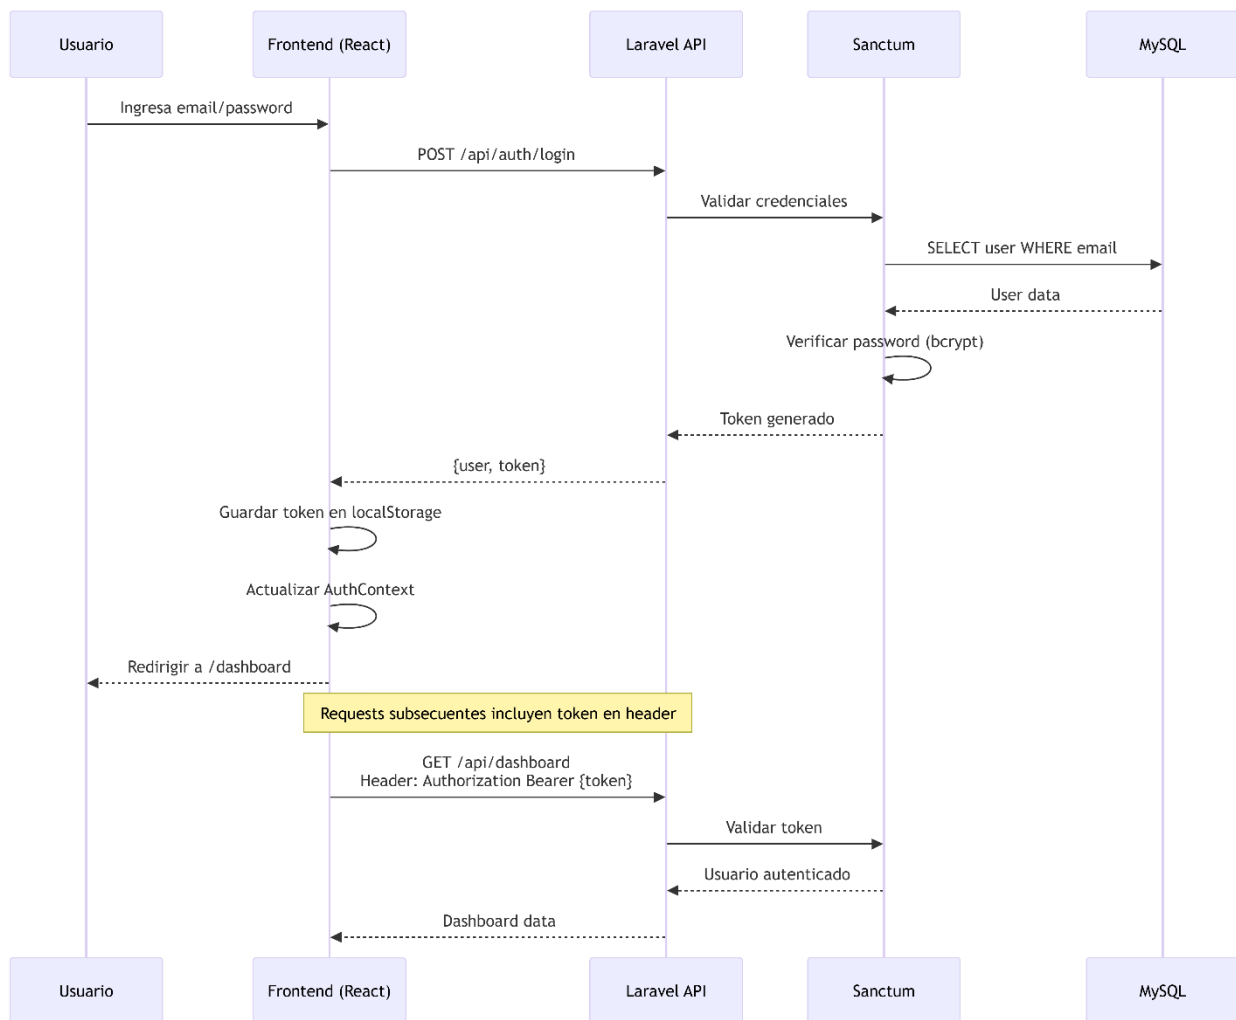 Usuario
Frontend (React)
Laravel API
Sanctum
MySQL
Ingresa email/password
POST /api/auth/login
Validar credenciales
SELECT user WHERE email
User data
Verificar password (bcrypt)
Token generado
{user, token}
Guardar token en localStorage
Actualizar AuthContext
Redirigir a /dashboard
Requests subsecuentes incluyen token en header
GET /api/dashboard
Header: Authorization Bearer {token}
Validar token
Usuario autenticado
Dashboard data
Usuario
Frontend (React)
Laravel API
Sanctum
MySQL